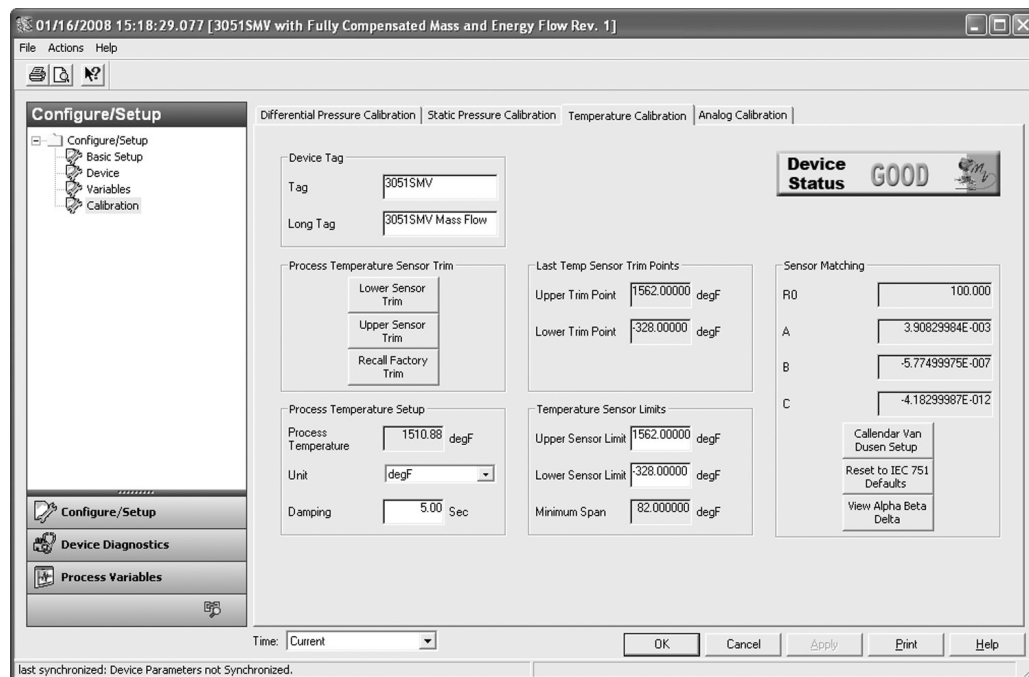 01/16/2008 15:18:29.077 [3051SMV with Fully Compensated Mass and Energy Flow Rev. 1]
File Actions Help
Configure/Setup
Configure/Setup
Basic Setup
Device
Variables
Calibration
Configure/Setup
Device Diagnostics
Process Variables
Differential Pressure Calibration Static Pressure Calibration Temperature Calibration Analog Calibration
Device Tag
Tag 3051SMV
Long Tag 3051SMV Mass Flow
Device Status GOOD
Process Temperature Sensor Trim
Lower Sensor
Trim
Upper Sensor
Trim
Recall Factory
Trim
Last Temp Sensor Trim Points
Upper Trim Point 1562.00000 degF
Lower Trim Point -328.00000 degF
Sensor Matching
R0 100.000
A 3.90829984E-003
B -5.77499975E-007
C -4.18299987E-012
Callendar Van
Dusen Setup
Reset to IEC 751
Defaults
View Alpha Beta
Delta
Process Temperature Setup
Process
Temperature 1510.88 degF
Unit degF
Damping 5.00 Sec
Temperature Sensor Limits
Upper Sensor Limit 1562.00000 degF
Lower Sensor Limit -328.00000 degF
Minimum Span 82.000000 degF
Time: Current
OK Cancel Apply Print Help
last synchronized: Device Parameters not Synchronized.